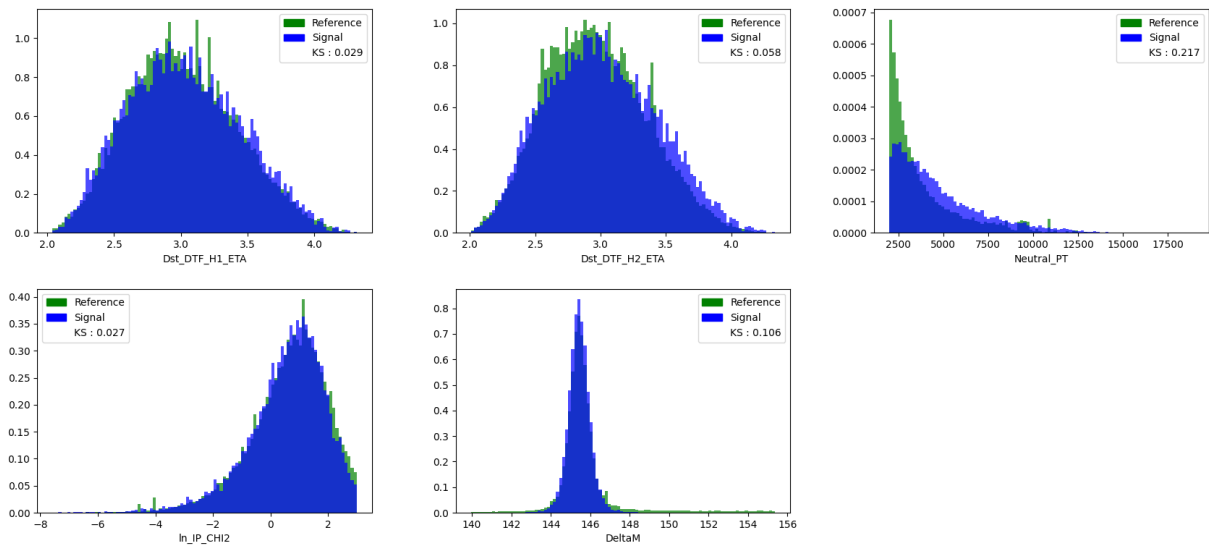 Reference
Signal
KS : 0.029
1.0
0.8
0.6
0.4
0.2
0.0
2.0 2.5 3.0 3.5 4.0
Dst_DTF_H1_ETA
Reference
Signal
KS : 0.058
1.0
0.8
0.6
0.4
0.2
0.0
2.0 2.5 3.0 3.5 4.0
Dst_DTF_H2_ETA
Reference
Signal
KS : 0.217
0.0007
0.0006
0.0005
0.0004
0.0003
0.0002
0.0001
0.0000
2500 5000 7500 10000 12500 15000 17500
Neutral_PT
Reference
Signal
KS : 0.027
0.40
0.35
0.30
0.25
0.20
0.15
0.10
0.05
0.00
−8 −6 −4 −2 0 2
ln_IP_CHI2
Reference
Signal
KS : 0.106
0.8
0.7
0.6
0.5
0.4
0.3
0.2
0.1
0.0
140 142 144 146 148 150 152 154 156
DeltaM